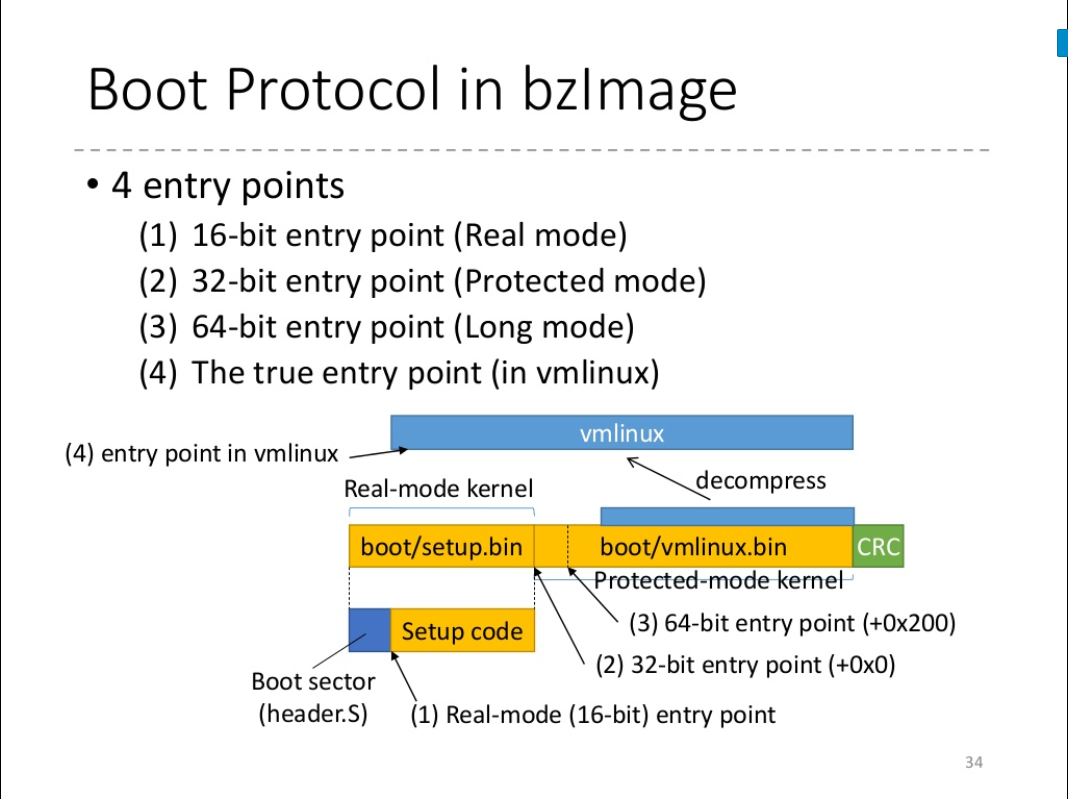 Boot Protocol in bzImage
• 4 entry points
(1) 16-bit entry point (Real mode)
(2) 32-bit entry point (Protected mode)
(3) 64-bit entry point (Long mode)
(4) The true entry point (in vmlinux)
vmlinux
(4) entry point in vmlinux
decompress
Real-mode kernel
boot/setup.bin
boot/vmlinux.bin
CRC
Protected-mode kernel
(3) 64-bit entry point (+0x200)
Setup code
(2) 32-bit entry point (+0x0)
Boot sector
(header.S)
(1) Real-mode (16-bit) entry point
34